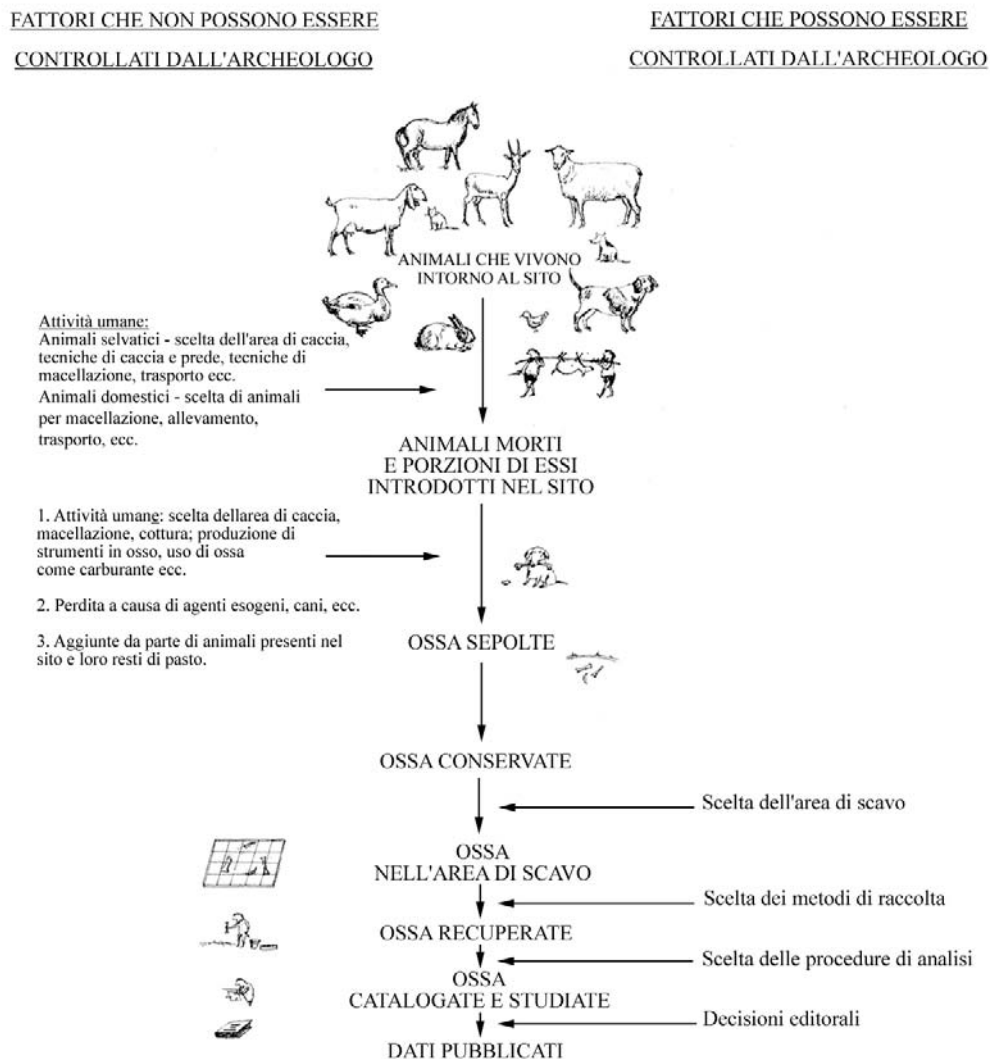 FATTORI CHE NON POSSONO ESSERE
CONTROLLATI DALL'ARCHEOLOGO
FATTORI CHE POSSONO ESSERE
CONTROLLATI DALL'ARCHEOLOGO
ANIMALI CHE VIVONO
INTORNO AL SITO
Attività umane:
Animali selvatici - scelta dell'area di caccia,
tecniche di caccia e prede, tecniche di
macellazione, trasporto ecc.
Animali domestici - scelta di animali
per macellazione, allevamento,
trasporto, ecc.
ANIMALI MORTI
E PORZIONI DI ESSI
INTRODOTTI NEL SITO
1. Attività umane: scelta dellarea di caccia,
macellazione, cottura; produzione di
strumenti in osso, uso di ossa
come carburante ecc.
2. Perdita a causa di agenti esogeni, cani, ecc.
3. Aggiunte da parte di animali presenti nel
sito e loro resti di pasto.
OSSA SEPOLTE
OSSA CONSERVATE
Scelta dell'area di scavo
OSSA
NELL'AREA DI SCAVO
Scelta dei metodi di raccolta
OSSA RECUPERATE
Scelta delle procedure di analisi
OSSA
CATALOGATE E STUDIATE
Decisioni editorali
DATI PUBBLICATI